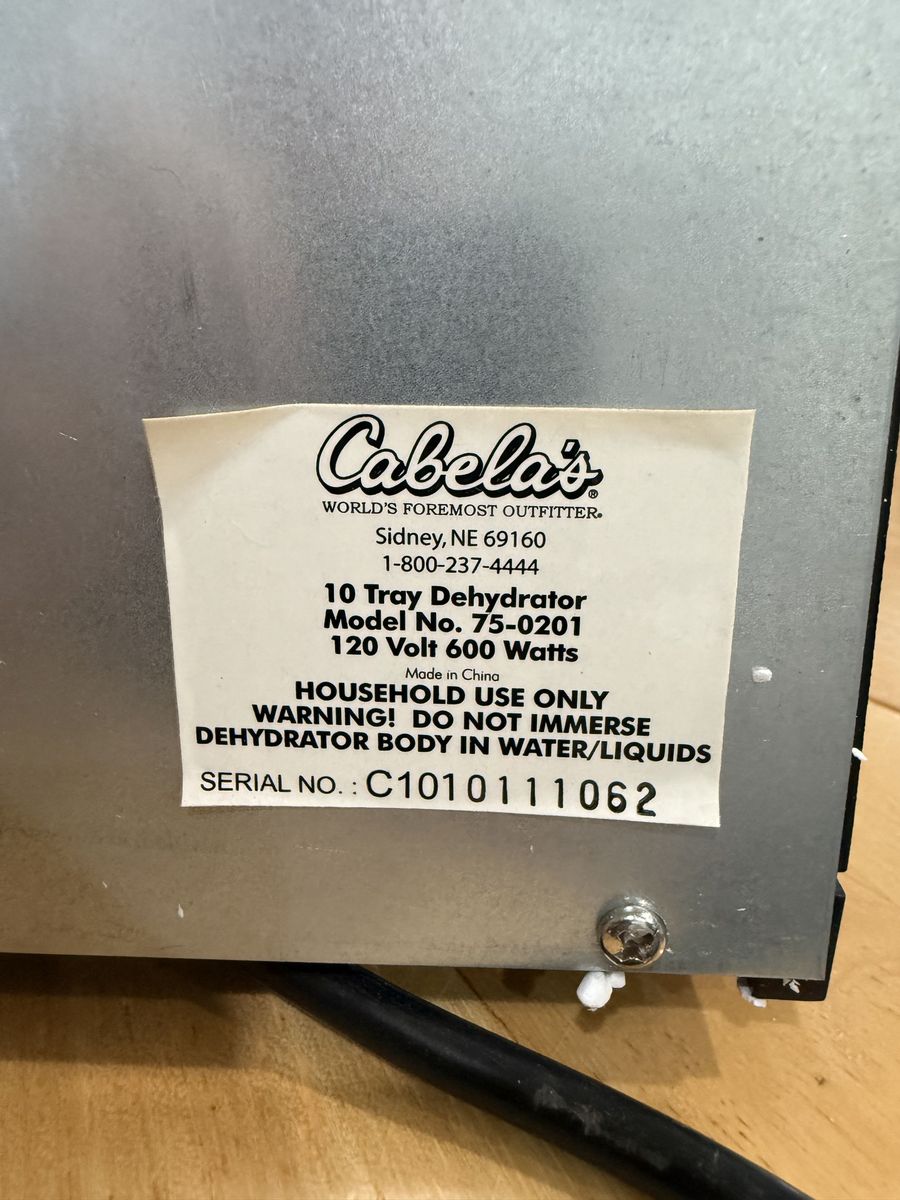 Cabela's®
WORLD'S FOREMOST OUTFITTER®
Sidney, NE 69160
1-800-237-4444
10 Tray Dehydrator
Model No. 75-0201
120 Volt 600 Watts
Made in China
HOUSEHOLD USE ONLY
WARNING! DO NOT IMMERSE
DEHYDRATOR BODY IN WATER/LIQUIDS
SERIAL NO. : C1010111062